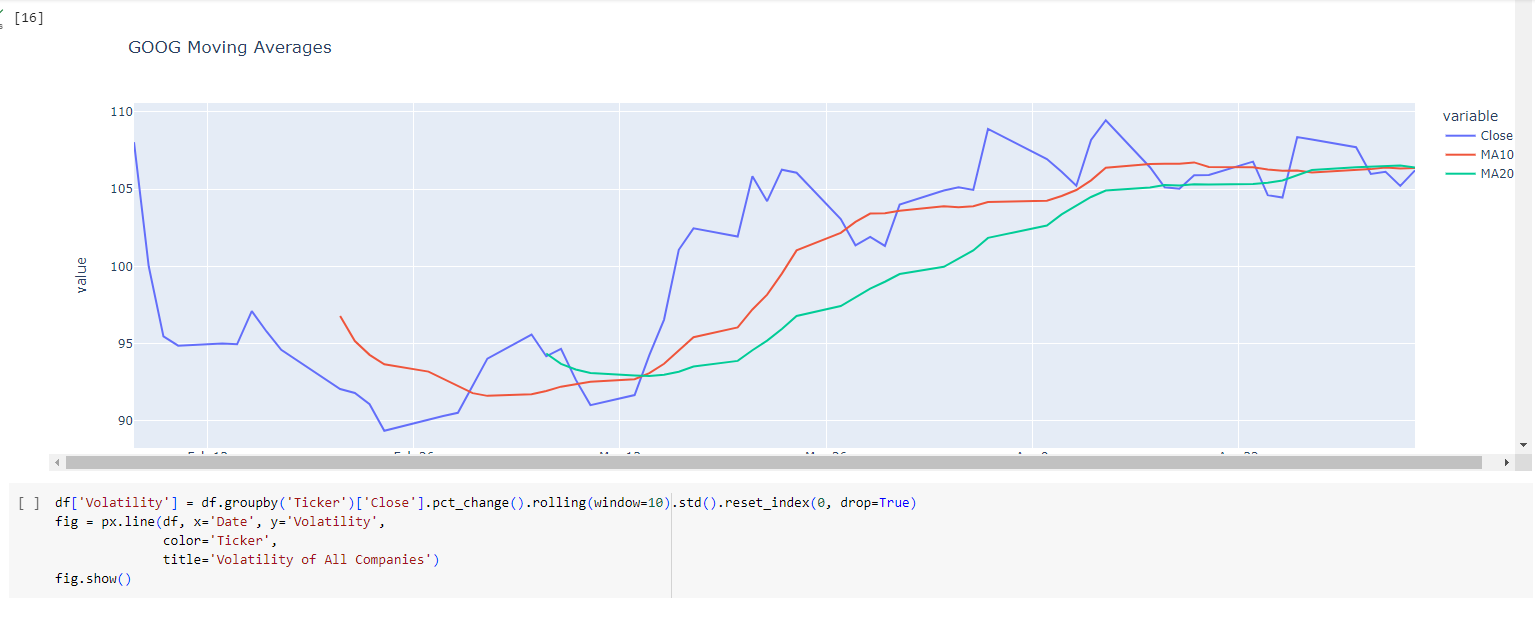 [16]
GOOG Moving Averages
110
105
100
95
90
value
variable
Close
MA10
MA20
[ ]
df['Volatility'] = df.groupby('Ticker')['Close'].pct_change().rolling(window=10).std().reset_index(0, drop=True)
fig = px.line(df, x='Date', y='Volatility',
color='Ticker',
title='Volatility of All Companies')
fig.show()